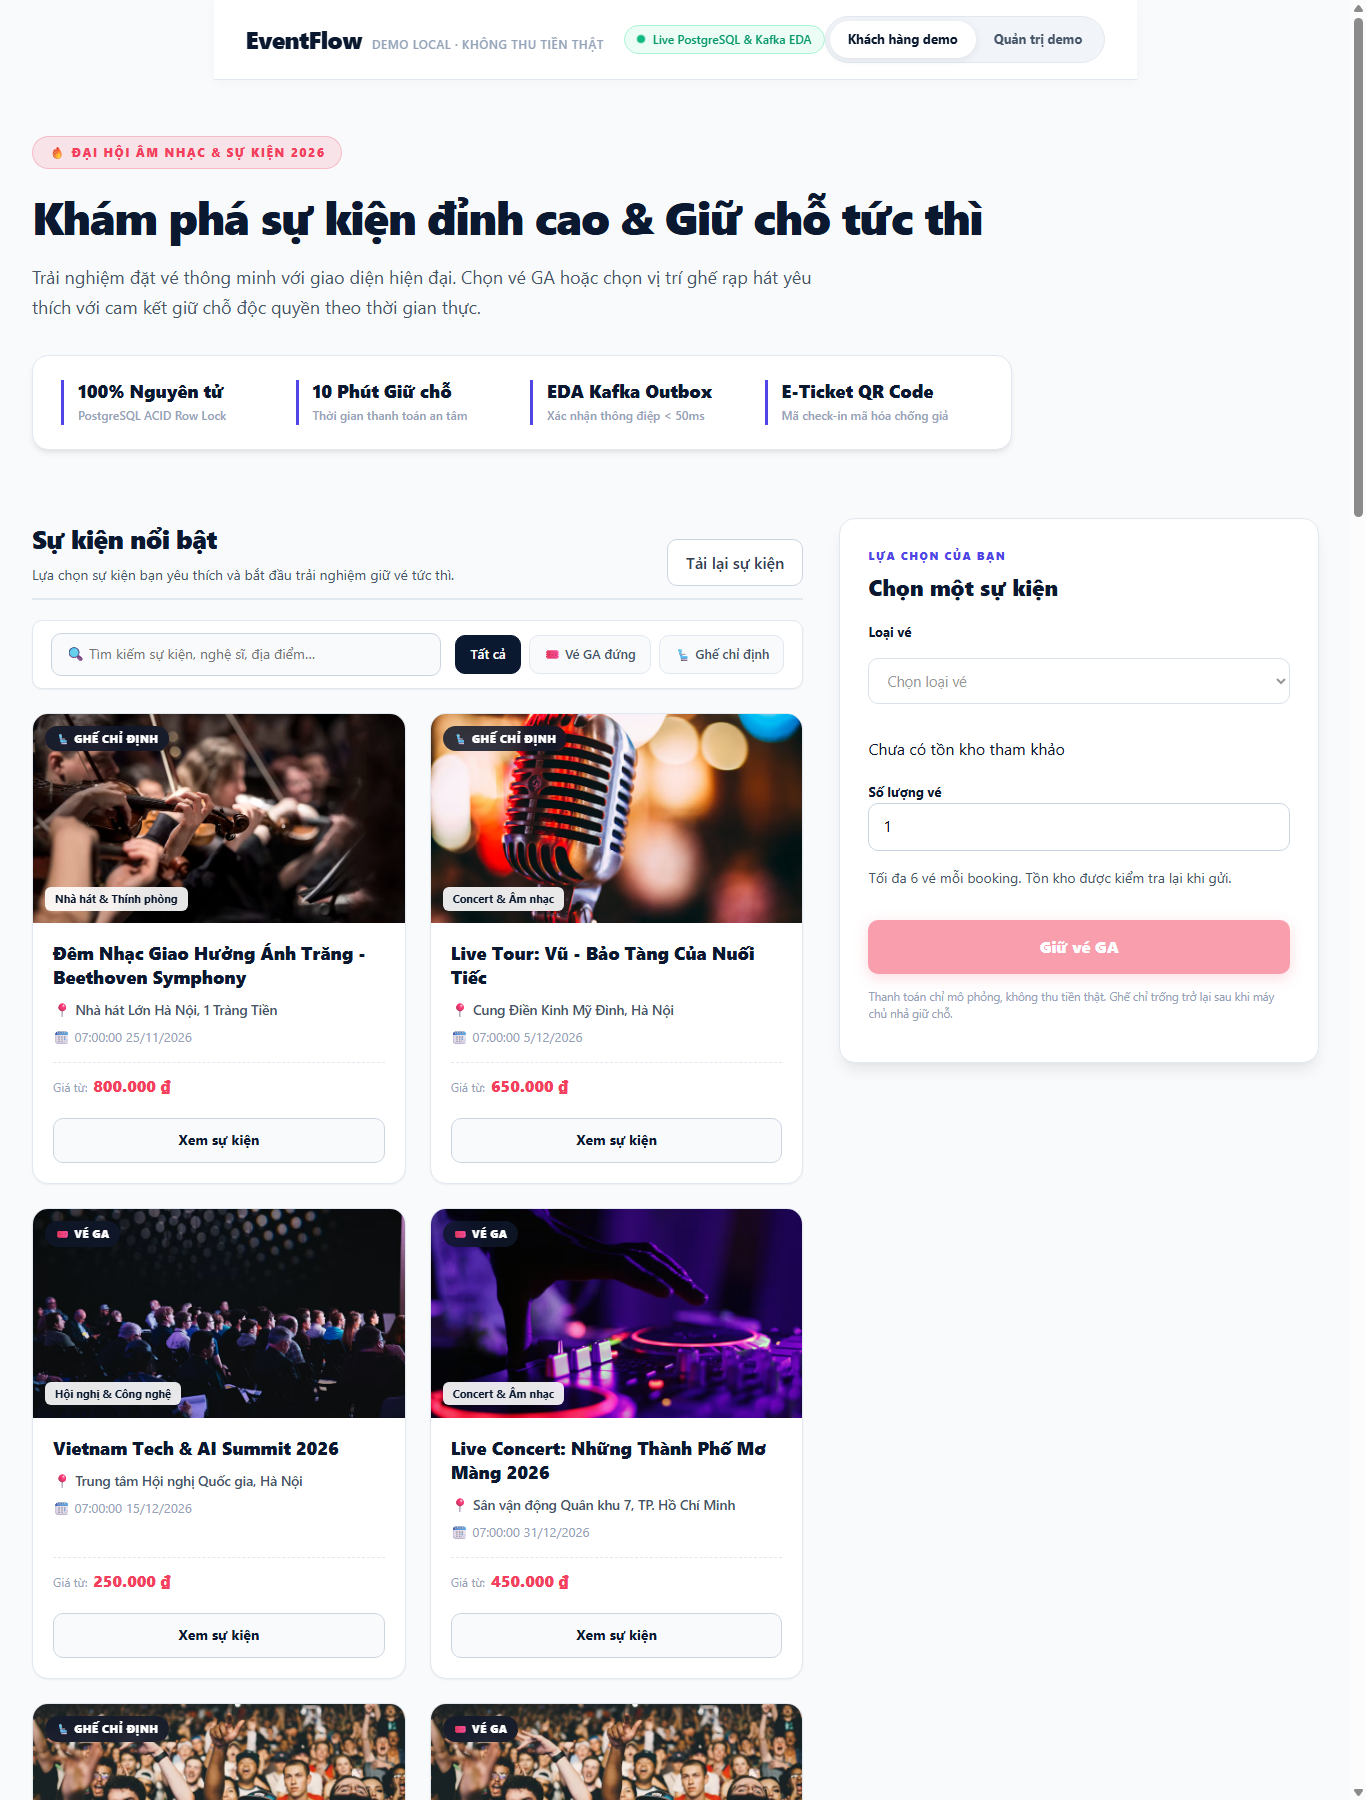 EventFlow DEMO LOCAL · KHÔNG THU TIỀN THẬT
Live PostgreSQL & Kafka EDA
Khách hàng demo
Quản trị demo
ĐẠI HỘI ÂM NHẠC & SỰ KIỆN 2026
Khám phá sự kiện đỉnh cao & Giữ chỗ tức thì
Trải nghiệm đặt vé thông minh với giao diện hiện đại. Chọn vé GA hoặc chọn vị trí ghế rạp hát yêu
thích với cam kết giữ chỗ độc quyền theo thời gian thực.
100% Nguyên tử
PostgreSQL ACID Row Lock
10 Phút Giữ chỗ
Thời gian thanh toán an tâm
EDA Kafka Outbox
Xác nhận thông điệp < 50ms
E-Ticket QR Code
Mã check-in mã hóa chống giả
Sự kiện nổi bật
Lựa chọn sự kiện bạn yêu thích và bắt đầu trải nghiệm giữ vé tức thì.
Tải lại sự kiện
Tìm kiếm sự kiện, nghệ sĩ, địa điểm...
Tất cả
Vé GA đứng
Ghế chỉ định
GHẾ CHỈ ĐỊNH
Nhà hát & Thính phòng
Đêm Nhạc Giao Hưởng Ánh Trăng -
Beethoven Symphony
Nhà hát Lớn Hà Nội, 1 Tràng Tiền
07:00:00 25/11/2026
Giá từ: 800.000 ₫
Xem sự kiện
GHẾ CHỈ ĐỊNH
Concert & Âm nhạc
Live Tour: Vũ - Bảo Tàng Của Nuối
Tiếc
Cung Điền Kinh Mỹ Đình, Hà Nội
07:00:00 5/12/2026
Giá từ: 650.000 ₫
Xem sự kiện
VÉ GA
Hội nghị & Công nghệ
Vietnam Tech & AI Summit 2026
Trung tâm Hội nghị Quốc gia, Hà Nội
07:00:00 15/12/2026
Giá từ: 250.000 ₫
Xem sự kiện
VÉ GA
Concert & Âm nhạc
Live Concert: Những Thành Phố Mơ
Màng 2026
Sân vận động Quân khu 7, TP. Hồ Chí Minh
07:00:00 31/12/2026
Giá từ: 450.000 ₫
Xem sự kiện
GHẾ CHỈ ĐỊNH
VÉ GA
LỰA CHỌN CỦA BẠN
Chọn một sự kiện
Loại vé
Chọn loại vé
Chưa có tồn kho tham khảo
Số lượng vé
1
Tối đa 6 vé mỗi booking. Tồn kho được kiểm tra lại khi gửi.
Giữ vé GA
Thanh toán chỉ mô phỏng, không thu tiền thật. Ghế chỉ trống trở lại sau khi máy
chủ nhả giữ chỗ.